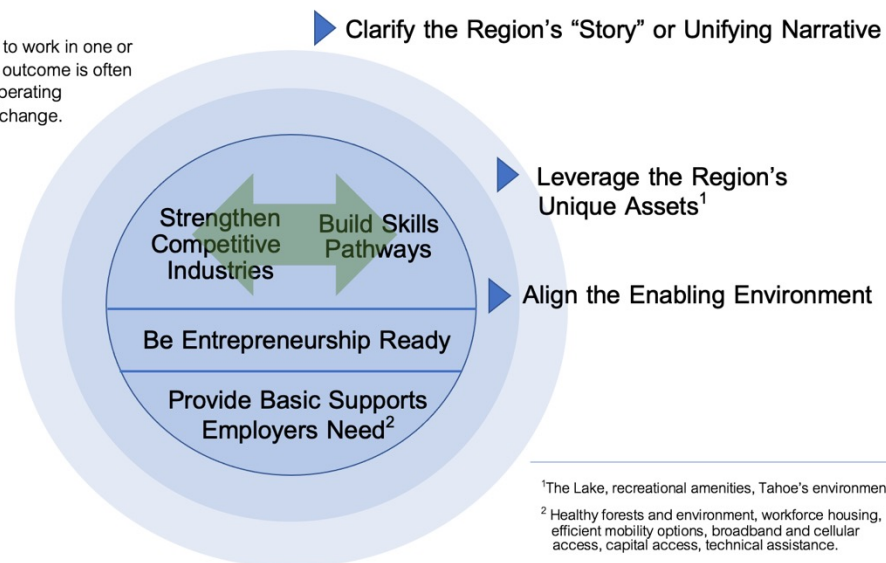 Clarify the Region's “Story” or Unifying Narrative
to work in one or
outcome is often
perating
change.
Leverage the Region's
Unique Assets¹
Strengthen
Competitive
Industries
Build Skills
Pathways
Align the Enabling Environment
Be Entrepreneurship Ready
Provide Basic Supports
Employers Need²
¹The Lake, recreational amenities, Tahoe's environmen
² Healthy forests and environment, workforce housing,
efficient mobility options, broadband and cellular
access, capital access, technical assistance.